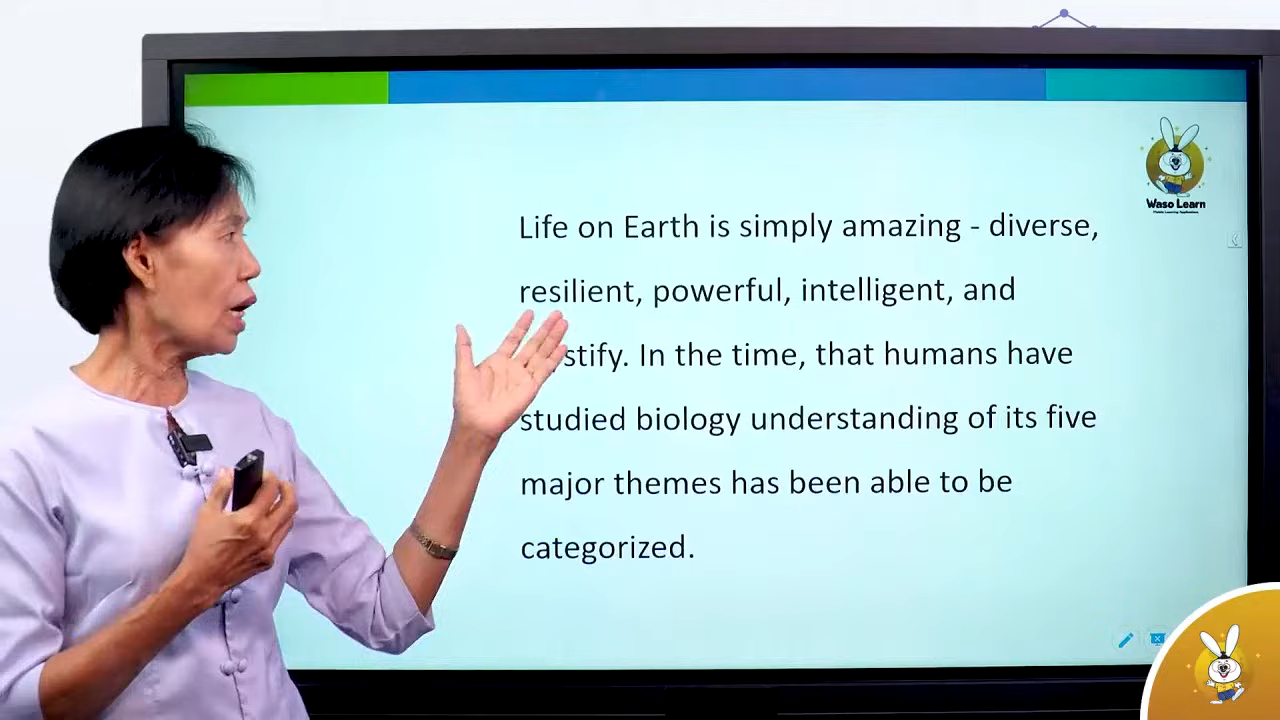 Life on Earth is simply amazing - diverse,
resilient, powerful, intelligent, and
stify. In the time, that humans have
studied biology understanding of its five
major themes has been able to be
categorized.
Waso Learn